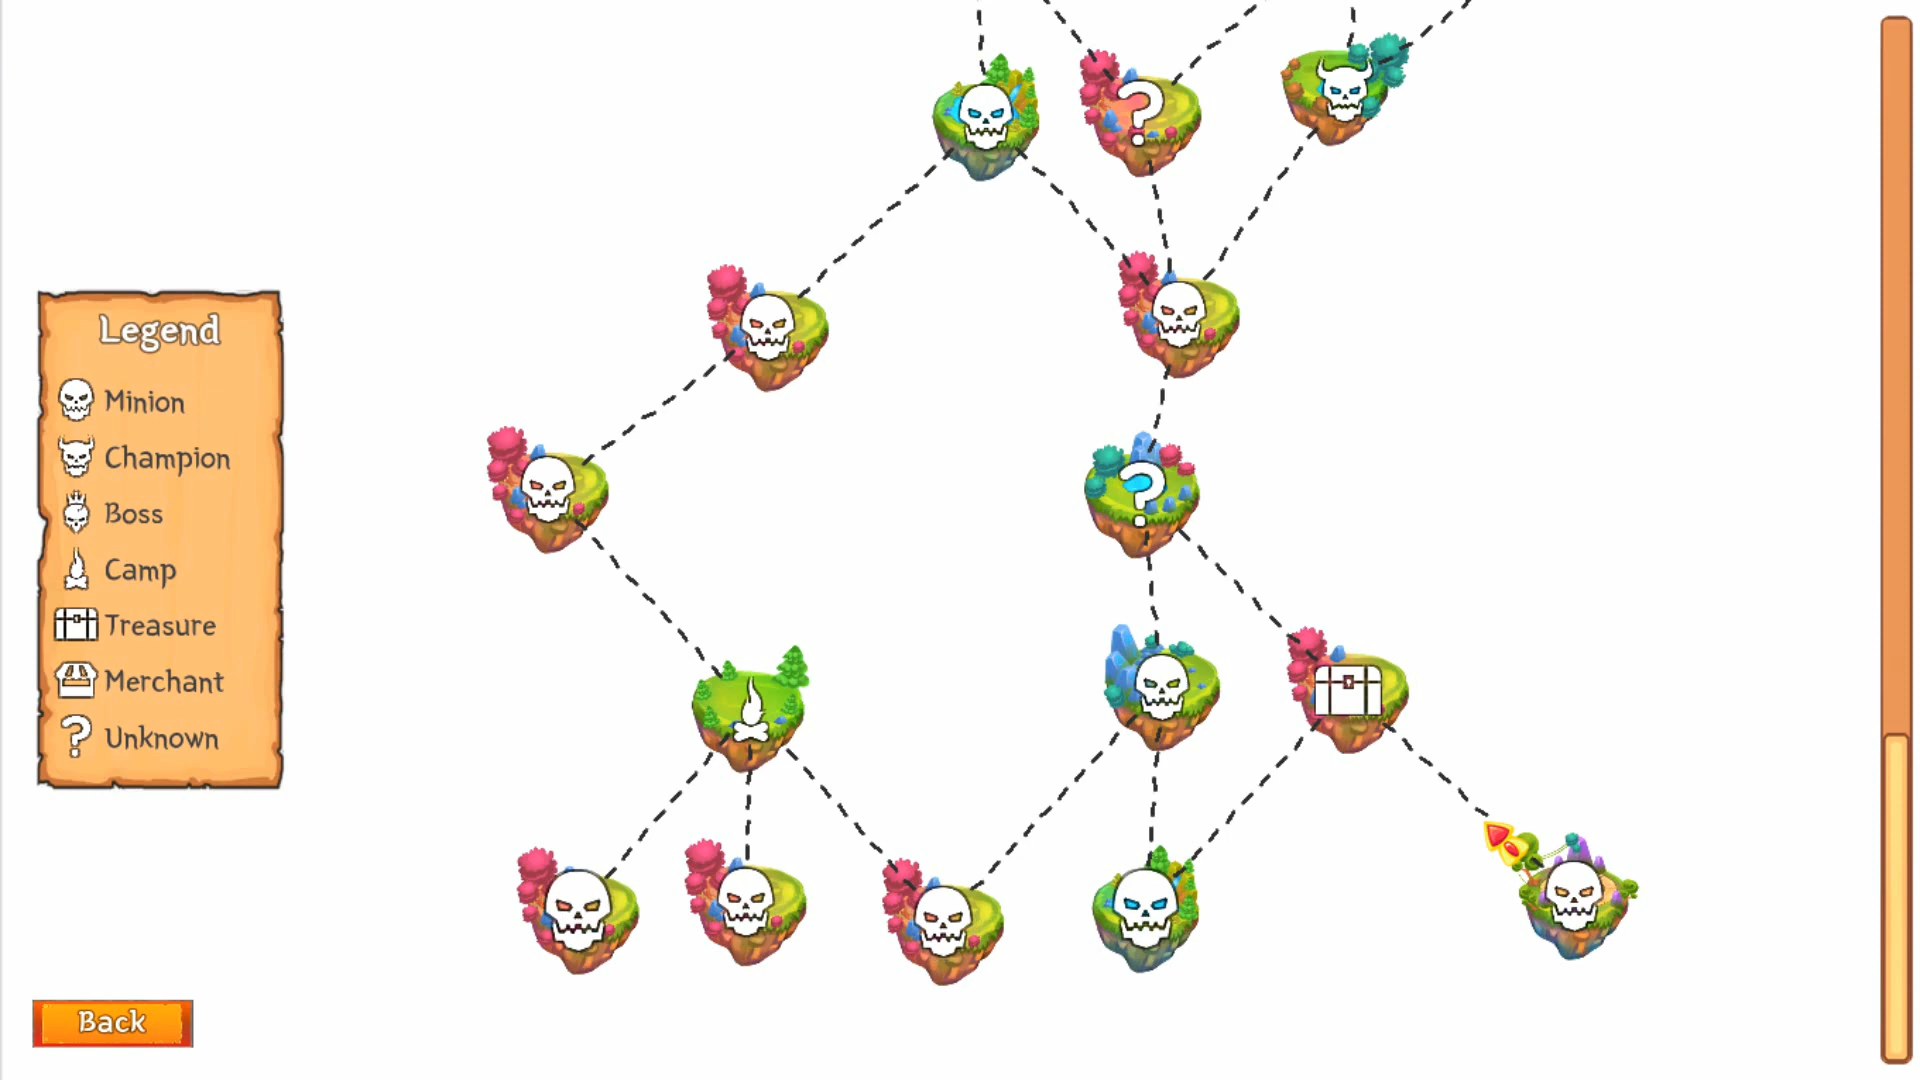 Legend
Minion
Champion
Boss
Camp
Treasure
Merchant
Unknown
Back